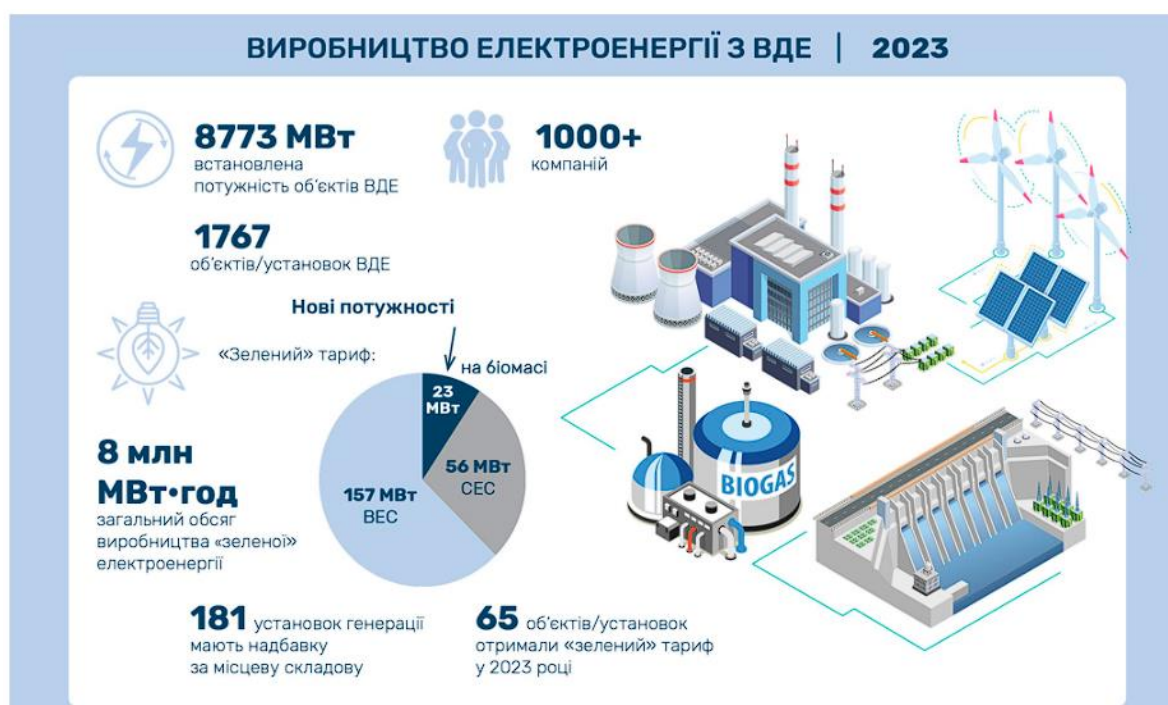 ВИРОБНИЦТВО ЕЛЕКТРОЕНЕРГІЇ З ВДЕ | 2023
8773 МВт
встановлена
потужність об'єктів ВДЕ
1000+
компаній
1767
об'єктів/установок ВДЕ
Нові потужності
«Зелений» тариф:
на біомасі
23
МВт
56 МВт
СЕС
157 МВт
ВЕС
8 млн
МВт•год
загальний обсяг
виробництва «зеленої»
електроенергії
BIOGAS
181 установок генерації
мають надбавку
за місцеву складову
65 об'єктів/установок
отримали «зелений» тариф
у 2023 році